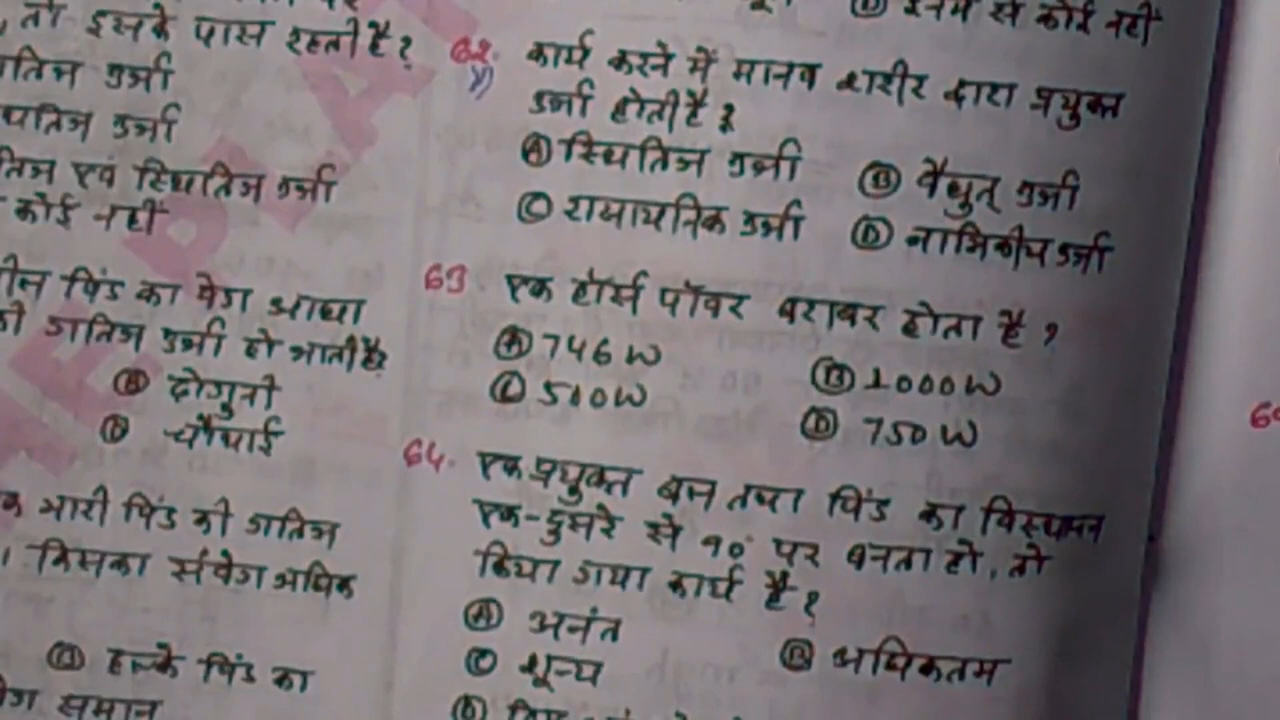 तो इसके पास रहती है?
गतिज ऊर्जा
ऊर्जा
एवं स्थितिज ऊर्जा
कोई नहीं
पिंड का वेग आधा
गतिज ऊर्जा हो जाती है?
Ⓑ दोगुनी
Ⓓ चौथाई
भारी पिंड की गतिज
। किसका संवेग अधिक
Ⓑ हल्के पिंड का
समान
Ⓓ इनमें से कोई नहीं
62. कार्य करने में मानव शरीर द्वारा प्रयुक्त
ऊर्जा होती है ?
Ⓐ स्थितिज ऊर्जा Ⓑ वैधुत् ऊर्जा
Ⓒ रासायनिक ऊर्जा Ⓓ नाभिकीय ऊर्जा
63 एक हॉर्स पॉवर बराबर होता है ?
Ⓐ 746 W Ⓑ 1000 W
Ⓒ 500W Ⓓ 750 W
64. एक प्रयुक्त बल तथा पिंड का विस्थापन
एक-दुसरे से 90° पर बनता हो, तो
किया गया कार्य है ?
Ⓐ अनंत Ⓑ अधिकतम
Ⓒ शून्य
Ⓓ